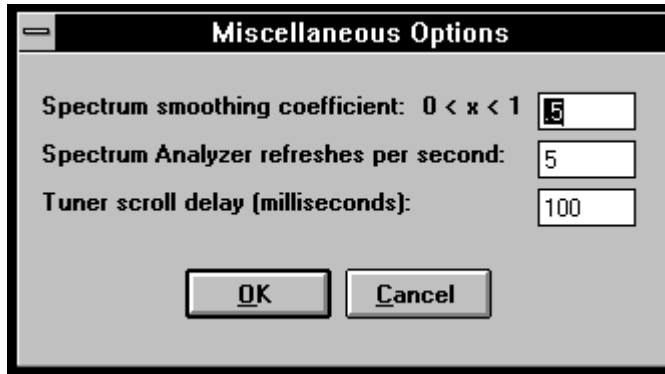 Miscellaneous Options
Spectrum smoothing coefficient: 0 < x < 1 .5
Spectrum Analyzer refreshes per second: 5
Tuner scroll delay (milliseconds): 100
OK Cancel